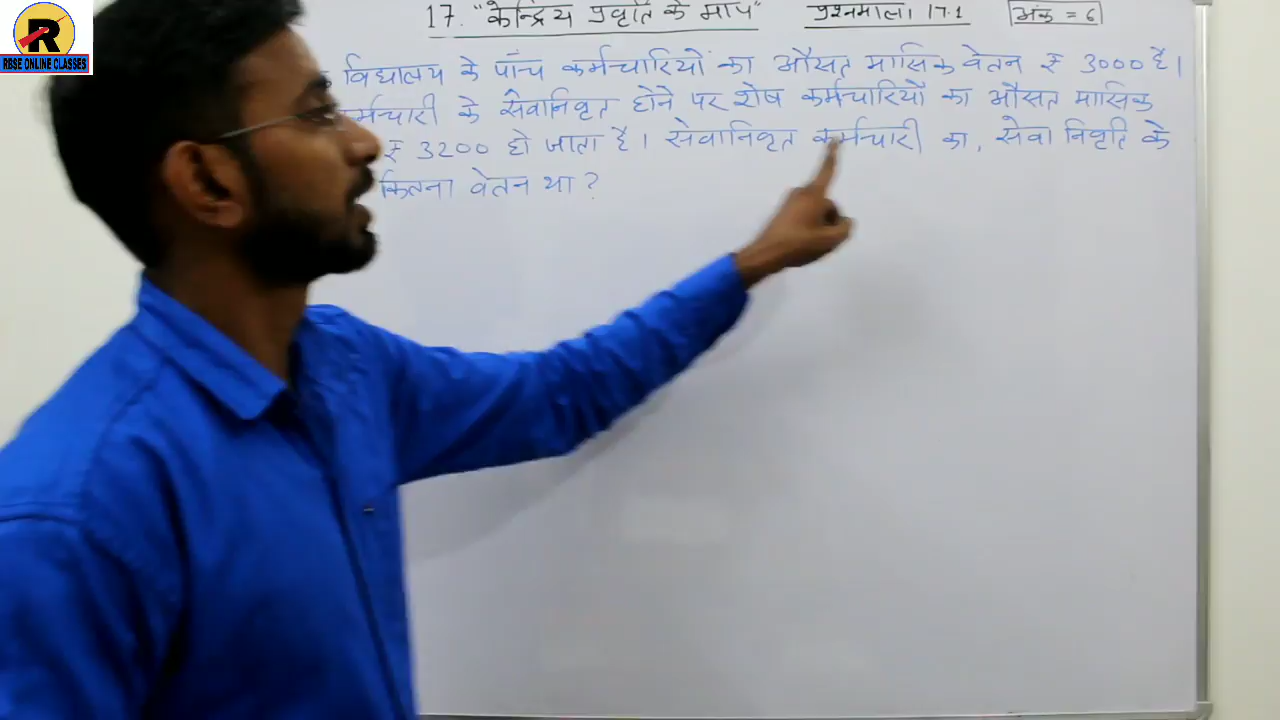 RBSE ONLINE CLASSES
17. "केन्द्रिय प्रवृति के माप" प्रश्नमाला 17.1 अंक = 6
विद्यालय के पांच कर्मचारियों का औसत मासिक वेतन ₹ 3000 है।
कर्मचारी के सेवानिवृत होने पर शेष कर्मचारियों का औसत मासिक
₹ 3200 हो जाता है। सेवानिवृत कर्मचारी का, सेवा निवृति के
कितना वेतन था ?